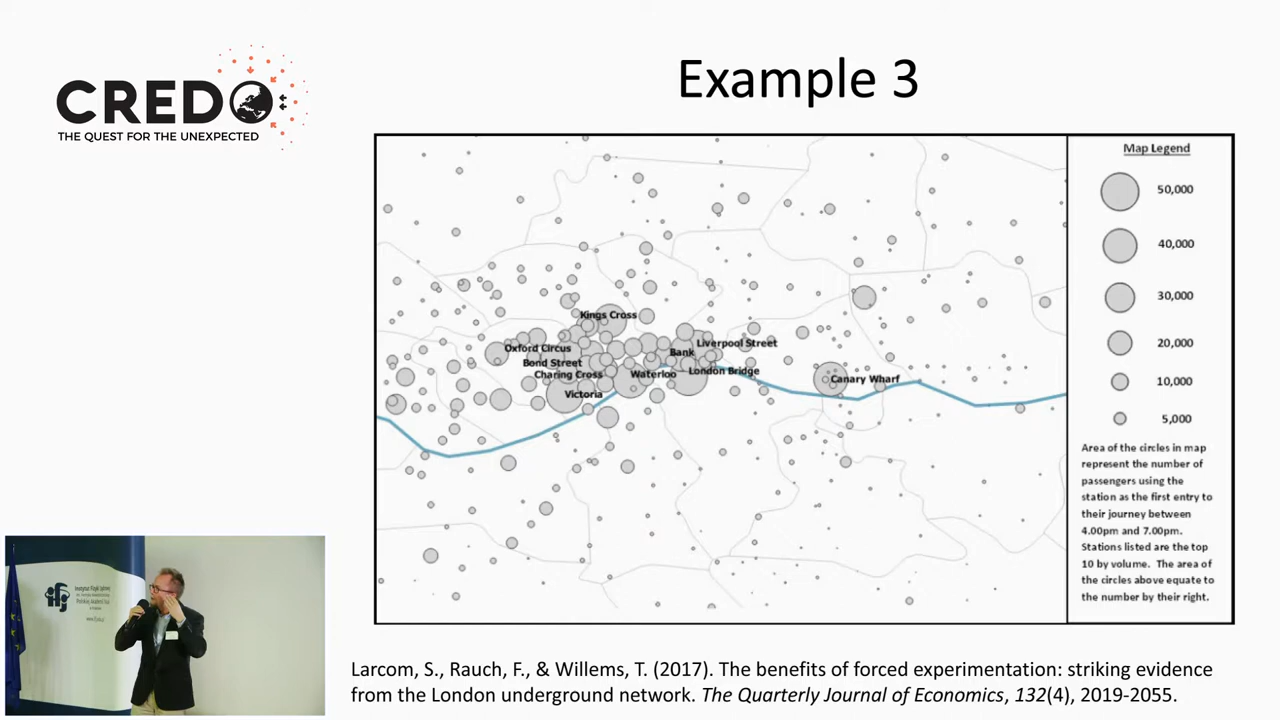 CREDO
THE QUEST FOR THE UNEXPECTED
Example 3
Kings Cross
Oxford Circus
Liverpool Street
Bank
Bond Street
London Bridge
Charing Cross
Waterloo
Canary Wharf
Victoria
Map Legend
50,000
40,000
30,000
20,000
10,000
5,000
Area of the circles in map
represent the number of
passengers using the
station as the first entry to
their journey between
4.00pm and 7.00pm.
Stations listed are the top
10 by volume. The area of
the circles above equate to
the number by their right.
ifj
Larcom, S., Rauch, F., & Willems, T. (2017). The benefits of forced experimentation: striking evidence
from the London underground network. The Quarterly Journal of Economics, 132(4), 2019-2055.